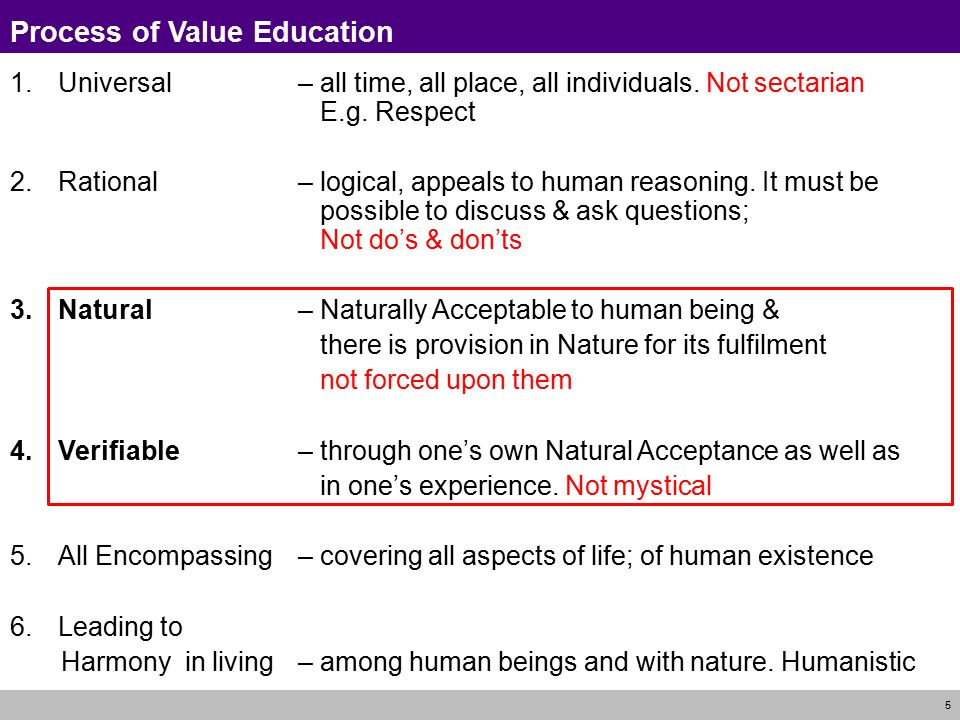 Process of Value Education
1. Universal – all time, all place, all individuals. Not sectarian
E.g. Respect
2. Rational – logical, appeals to human reasoning. It must be
possible to discuss & ask questions;
Not do’s & don’ts
3. Natural – Naturally Acceptable to human being &
there is provision in Nature for its fulfilment
not forced upon them
4. Verifiable – through one’s own Natural Acceptance as well as
in one’s experience. Not mystical
5. All Encompassing – covering all aspects of life; of human existence
6. Leading to
Harmony in living – among human beings and with nature. Humanistic
5